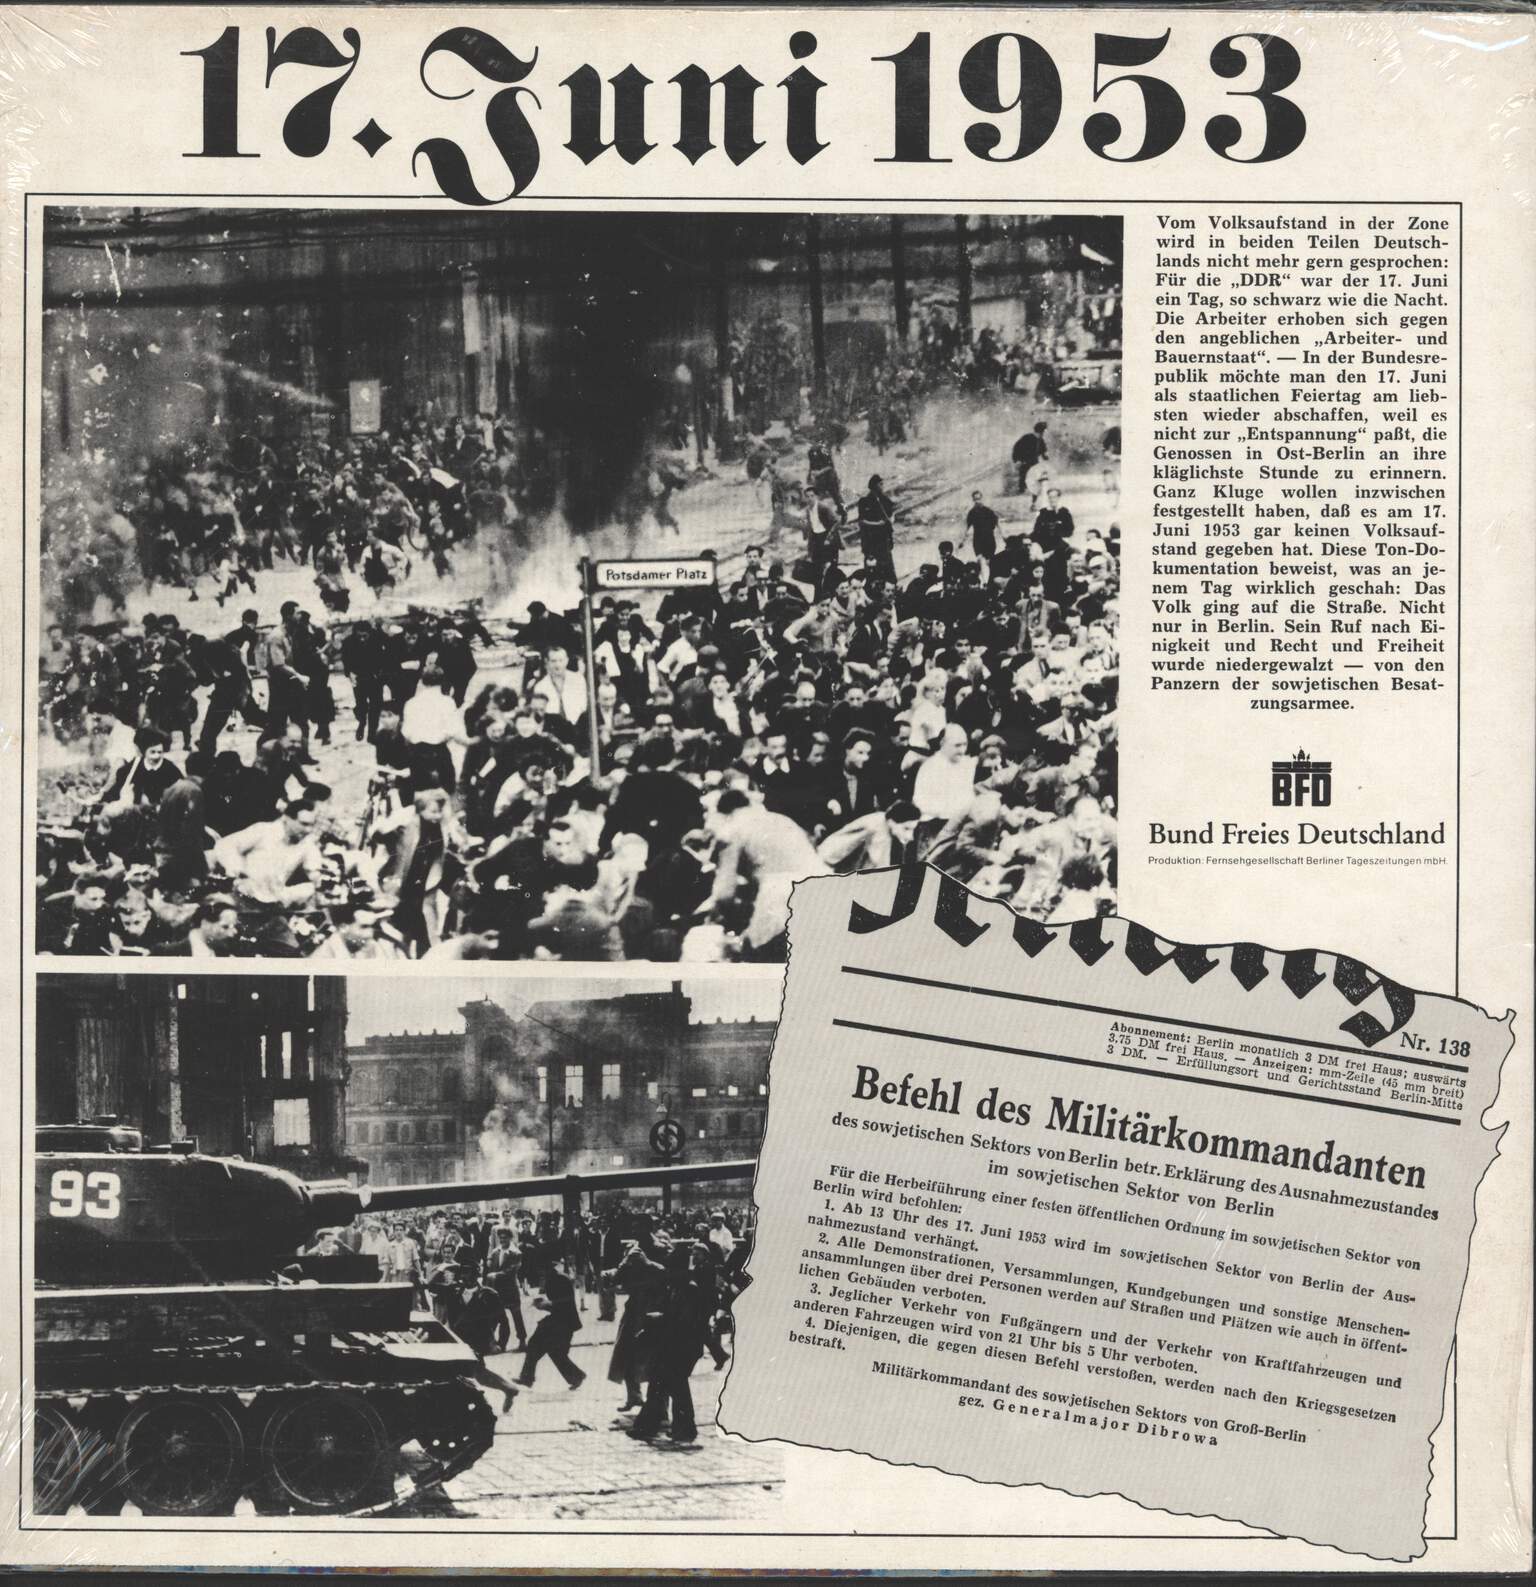 17. Juni 1953
Vom Volksaufstand in der Zone
wird in beiden Teilen Deutsch-
lands nicht mehr gern gesprochen:
Für die „DDR“ war der 17. Juni
ein Tag, so schwarz wie die Nacht.
Die Arbeiter erhoben sich gegen
den angeblichen „Arbeiter- und
Bauernstaat“. — In der Bundesre-
publik möchte man den 17. Juni
als staatlichen Feiertag am lieb-
sten wieder abschaffen, weil es
nicht zur „Entspannung“ paßt, die
Genossen in Ost-Berlin an ihre
kläglichste Stunde zu erinnern.
Ganz Kluge wollen inzwischen
festgestellt haben, daß es am 17.
Juni 1953 gar keinen Volksauf-
stand gegeben hat. Diese Ton-Do-
kumentation beweist, was an je-
nem Tag wirklich geschah: Das
Volk ging auf die Straße. Nicht
nur in Berlin. Sein Ruf nach Ei-
nigkeit und Recht und Freiheit
wurde niedergewalzt — von den
Panzern der sowjetischen Besat-
zungsarmee.
BFD
Bund Freies Deutschland
Produktion: Fernsehgesellschaft Berliner Tageszeitungen mbH.
Potsdamer Platz
93
Nr. 138
Abonnement: Berlin monatlich 3 DM frei Haus; auswärts
3,75 DM frei Haus. — Anzeigen: mm-Zeile (45 mm breit)
3 DM. — Erfüllungsort und Gerichtsstand Berlin-Mitte
Befehl des Militärkommandanten
des sowjetischen Sektors von Berlin betr. Erklärung des Ausnahmezustandes
im sowjetischen Sektor von Berlin
Für die Herbeiführung einer festen öffentlichen Ordnung im sowjetischen Sektor von
Berlin wird befohlen:
1. Ab 13 Uhr des 17. Juni 1953 wird im sowjetischen Sektor von Berlin der Aus-
nahmezustand verhängt.
2. Alle Demonstrationen, Versammlungen, Kundgebungen und sonstige Menschen-
ansammlungen über drei Personen werden auf Straßen und Plätzen wie auch in öffent-
lichen Gebäuden verboten.
3. Jeglicher Verkehr von Fußgängern und der Verkehr von Kraftfahrzeugen und
anderen Fahrzeugen wird von 21 Uhr bis 5 Uhr verboten.
4. Diejenigen, die gegen diesen Befehl verstoßen, werden nach den Kriegsgesetzen
bestraft.
Militärkommandant des sowjetischen Sektors von Groß-Berlin
gez. Generalmajor Dibrowa